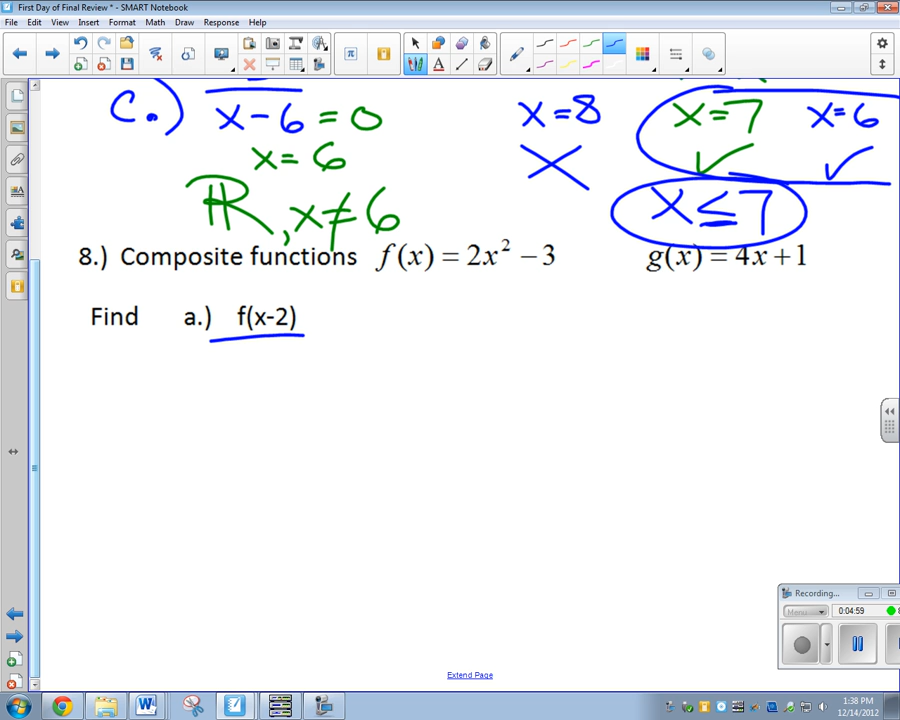 First Day of Final Review * - SMART Notebook
File Edit View Insert Format Math Draw Response Help
C.) x-6 = 0
x = 6
ℝ, x ≠ 6
x = 8
x = 7
x = 6
x ≤ 7
8.) Composite functions f(x) = 2x² − 3 g(x) = 4x + 1
Find a.) f(x-2)
Extend Page
Recording...
Menu 0:04:59
1:38 PM
12/14/2012